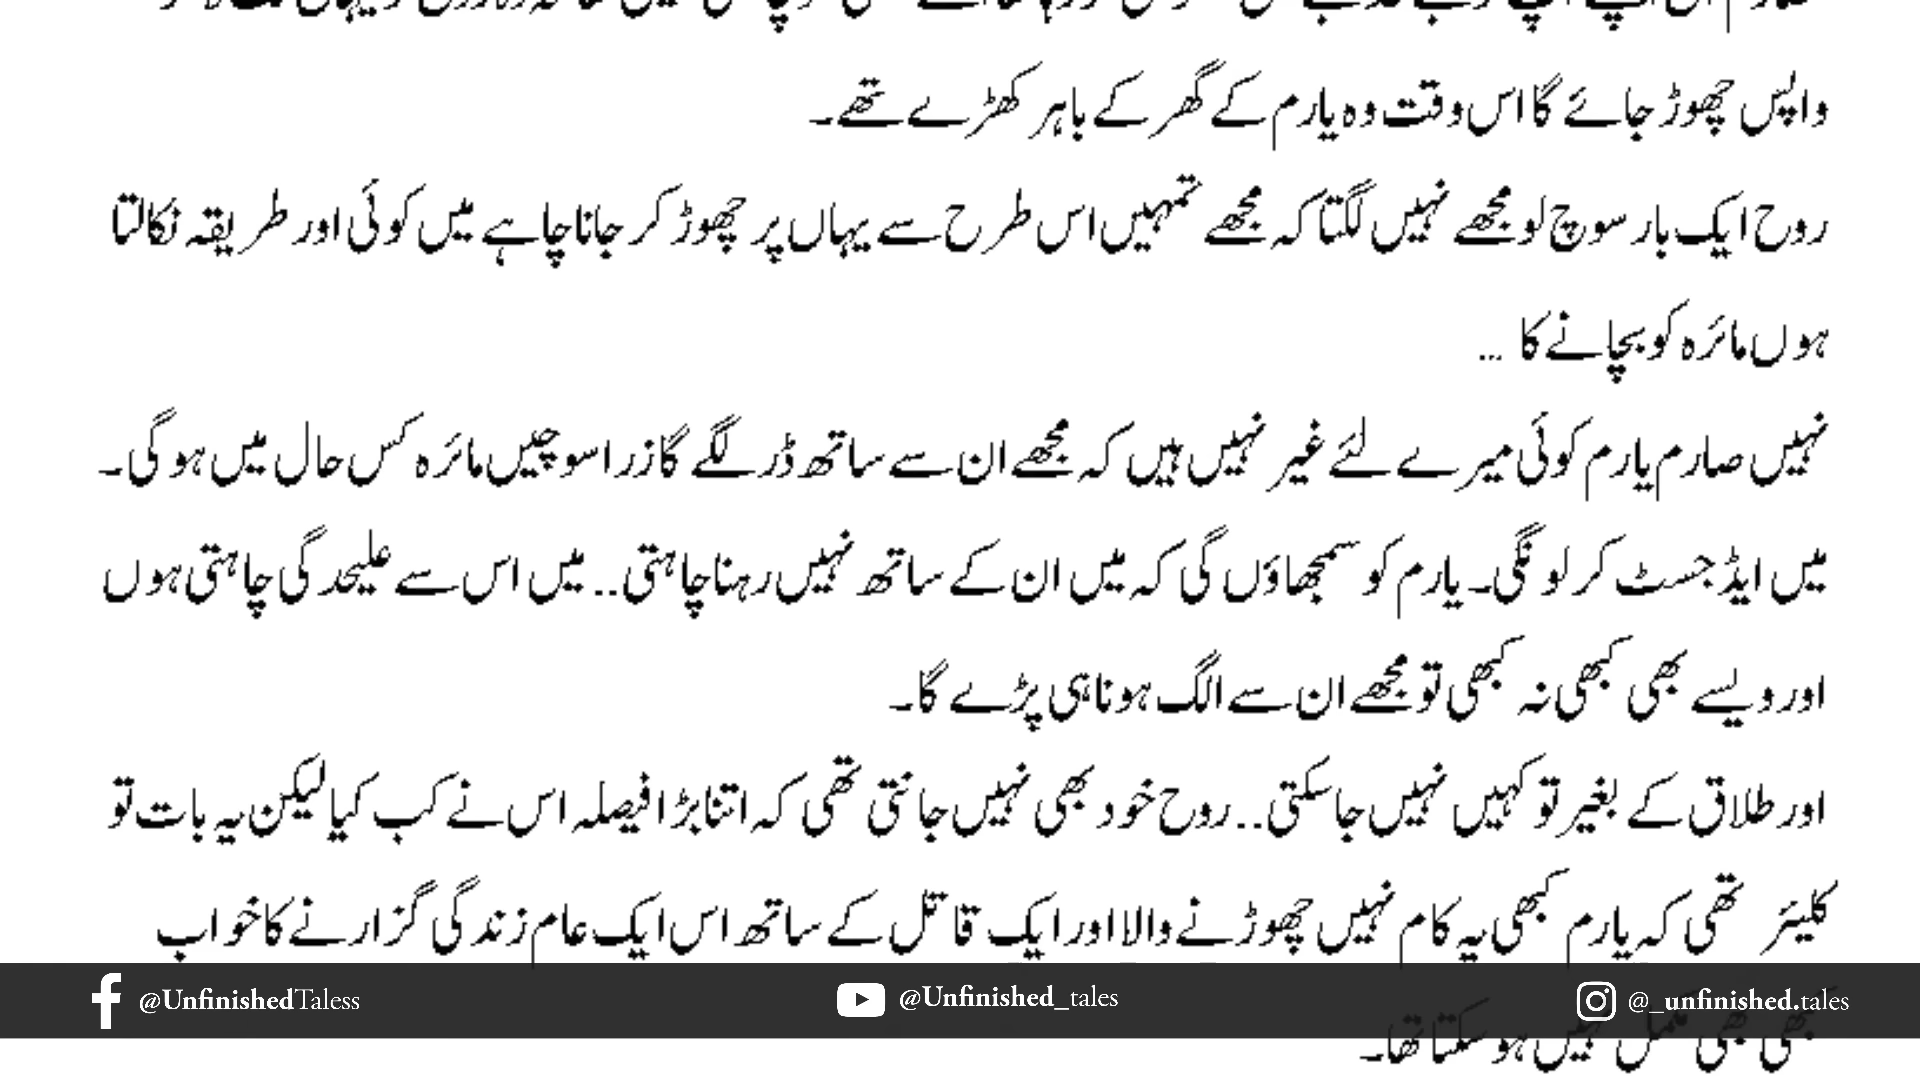 واپس چھوڑ جائے گا اس وقت وہ یارم کے گھر کے باہر کھڑے تھے۔
روح ایک بار سوچ لو مجھے نہیں لگتا کہ مجھے تمہیں اس طرح سے یہاں پر چھوڑ کر جانا چاہے میں کوئی اور طریقہ نکالتا
ہوں مائرہ کو بچانے کا ...
نہیں صارم یارم کوئی میرے لئے غیر نہیں ہیں کہ مجھے ان سے ساتھ ڈر لگے گا زرا سوچیں مائرہ کس حال میں ہو گی۔
میں ایڈجسٹ کر لونگی۔ یارم کو سمجھاؤں گی کہ میں ان کے ساتھ نہیں رہنا چاہتی.. میں اس سے علیحدگی چاہتی ہوں
اور ویسے بھی کبھی نہ کبھی تو مجھے ان سے الگ ہونا ہی پڑے گا۔
اور طلاق کے بغیر تو کہیں نہیں جا سکتی.. روح خود بھی نہیں جانتی تھی کہ اتنا بڑا فیصلہ اس نے کب کیا لیکن یہ بات تو
کلیئر تھی کہ یارم کبھی یہ کام نہیں چھوڑنے والا اور ایک قاتل کے ساتھ اس ایک عام زندگی گزارنے کا خواب
@UnfinishedTaless @Unfinished_tales @_unfinished.tales
نہیں ہو سکتا تھا۔